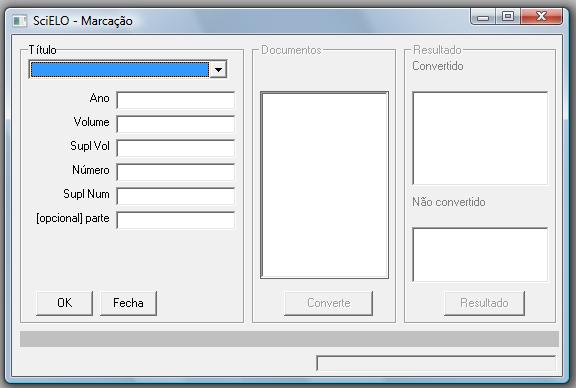 SciELO - Marcação
Título
Ano
Volume
Supl Vol
Número
Supl Num
[opcional] parte
OK
Fecha
Documentos
Converte
Resultado
Convertido
Não convertido
Resultado